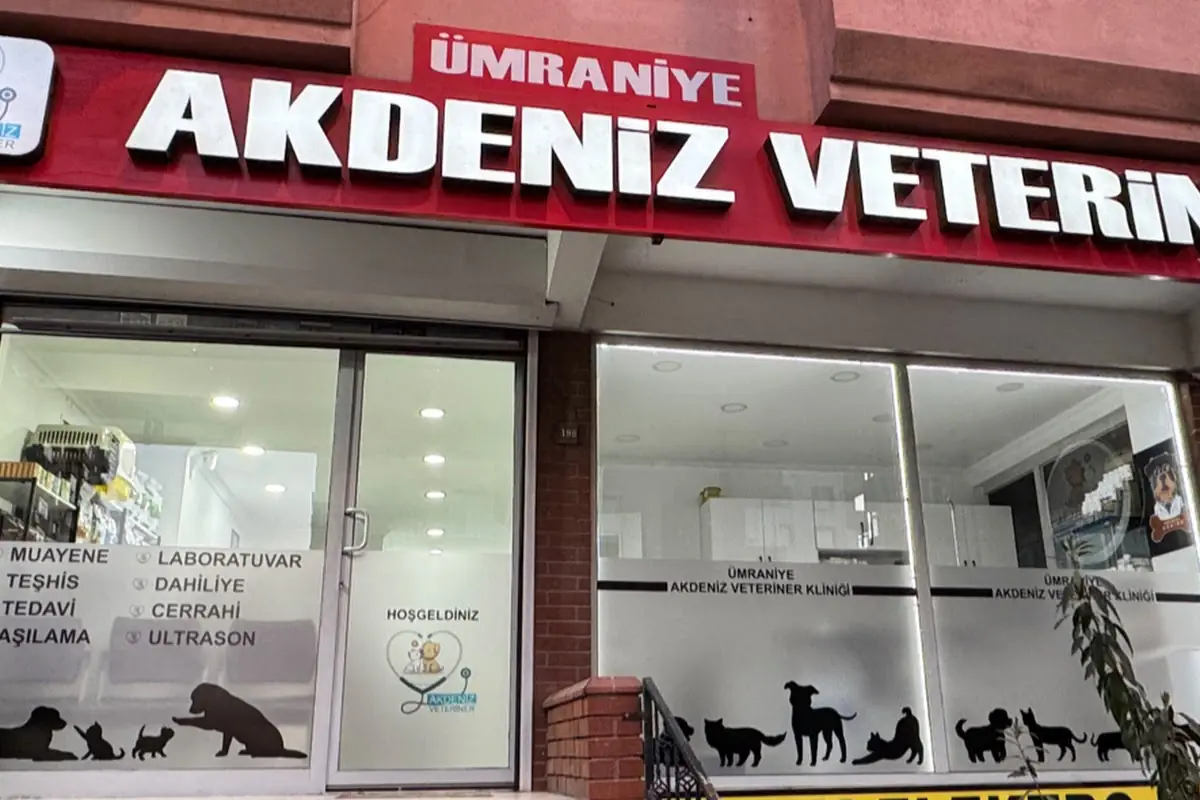 ÜMRANİYE
AKDENİZ VETERİN
MUAYENE
TEŞHİS
TEDAVİ
AŞILAMA
LABORATUVAR
DAHİLİYE
CERRAHİ
ULTRASON
HOŞGELDİNİZ
AKDENİZ
VETERİNER
198
ÜMRANİYE
AKDENİZ VETERİNER KLİNİĞİ
ÜMRANİYE
AKDENİZ VETERİNER KLİNİĞİ